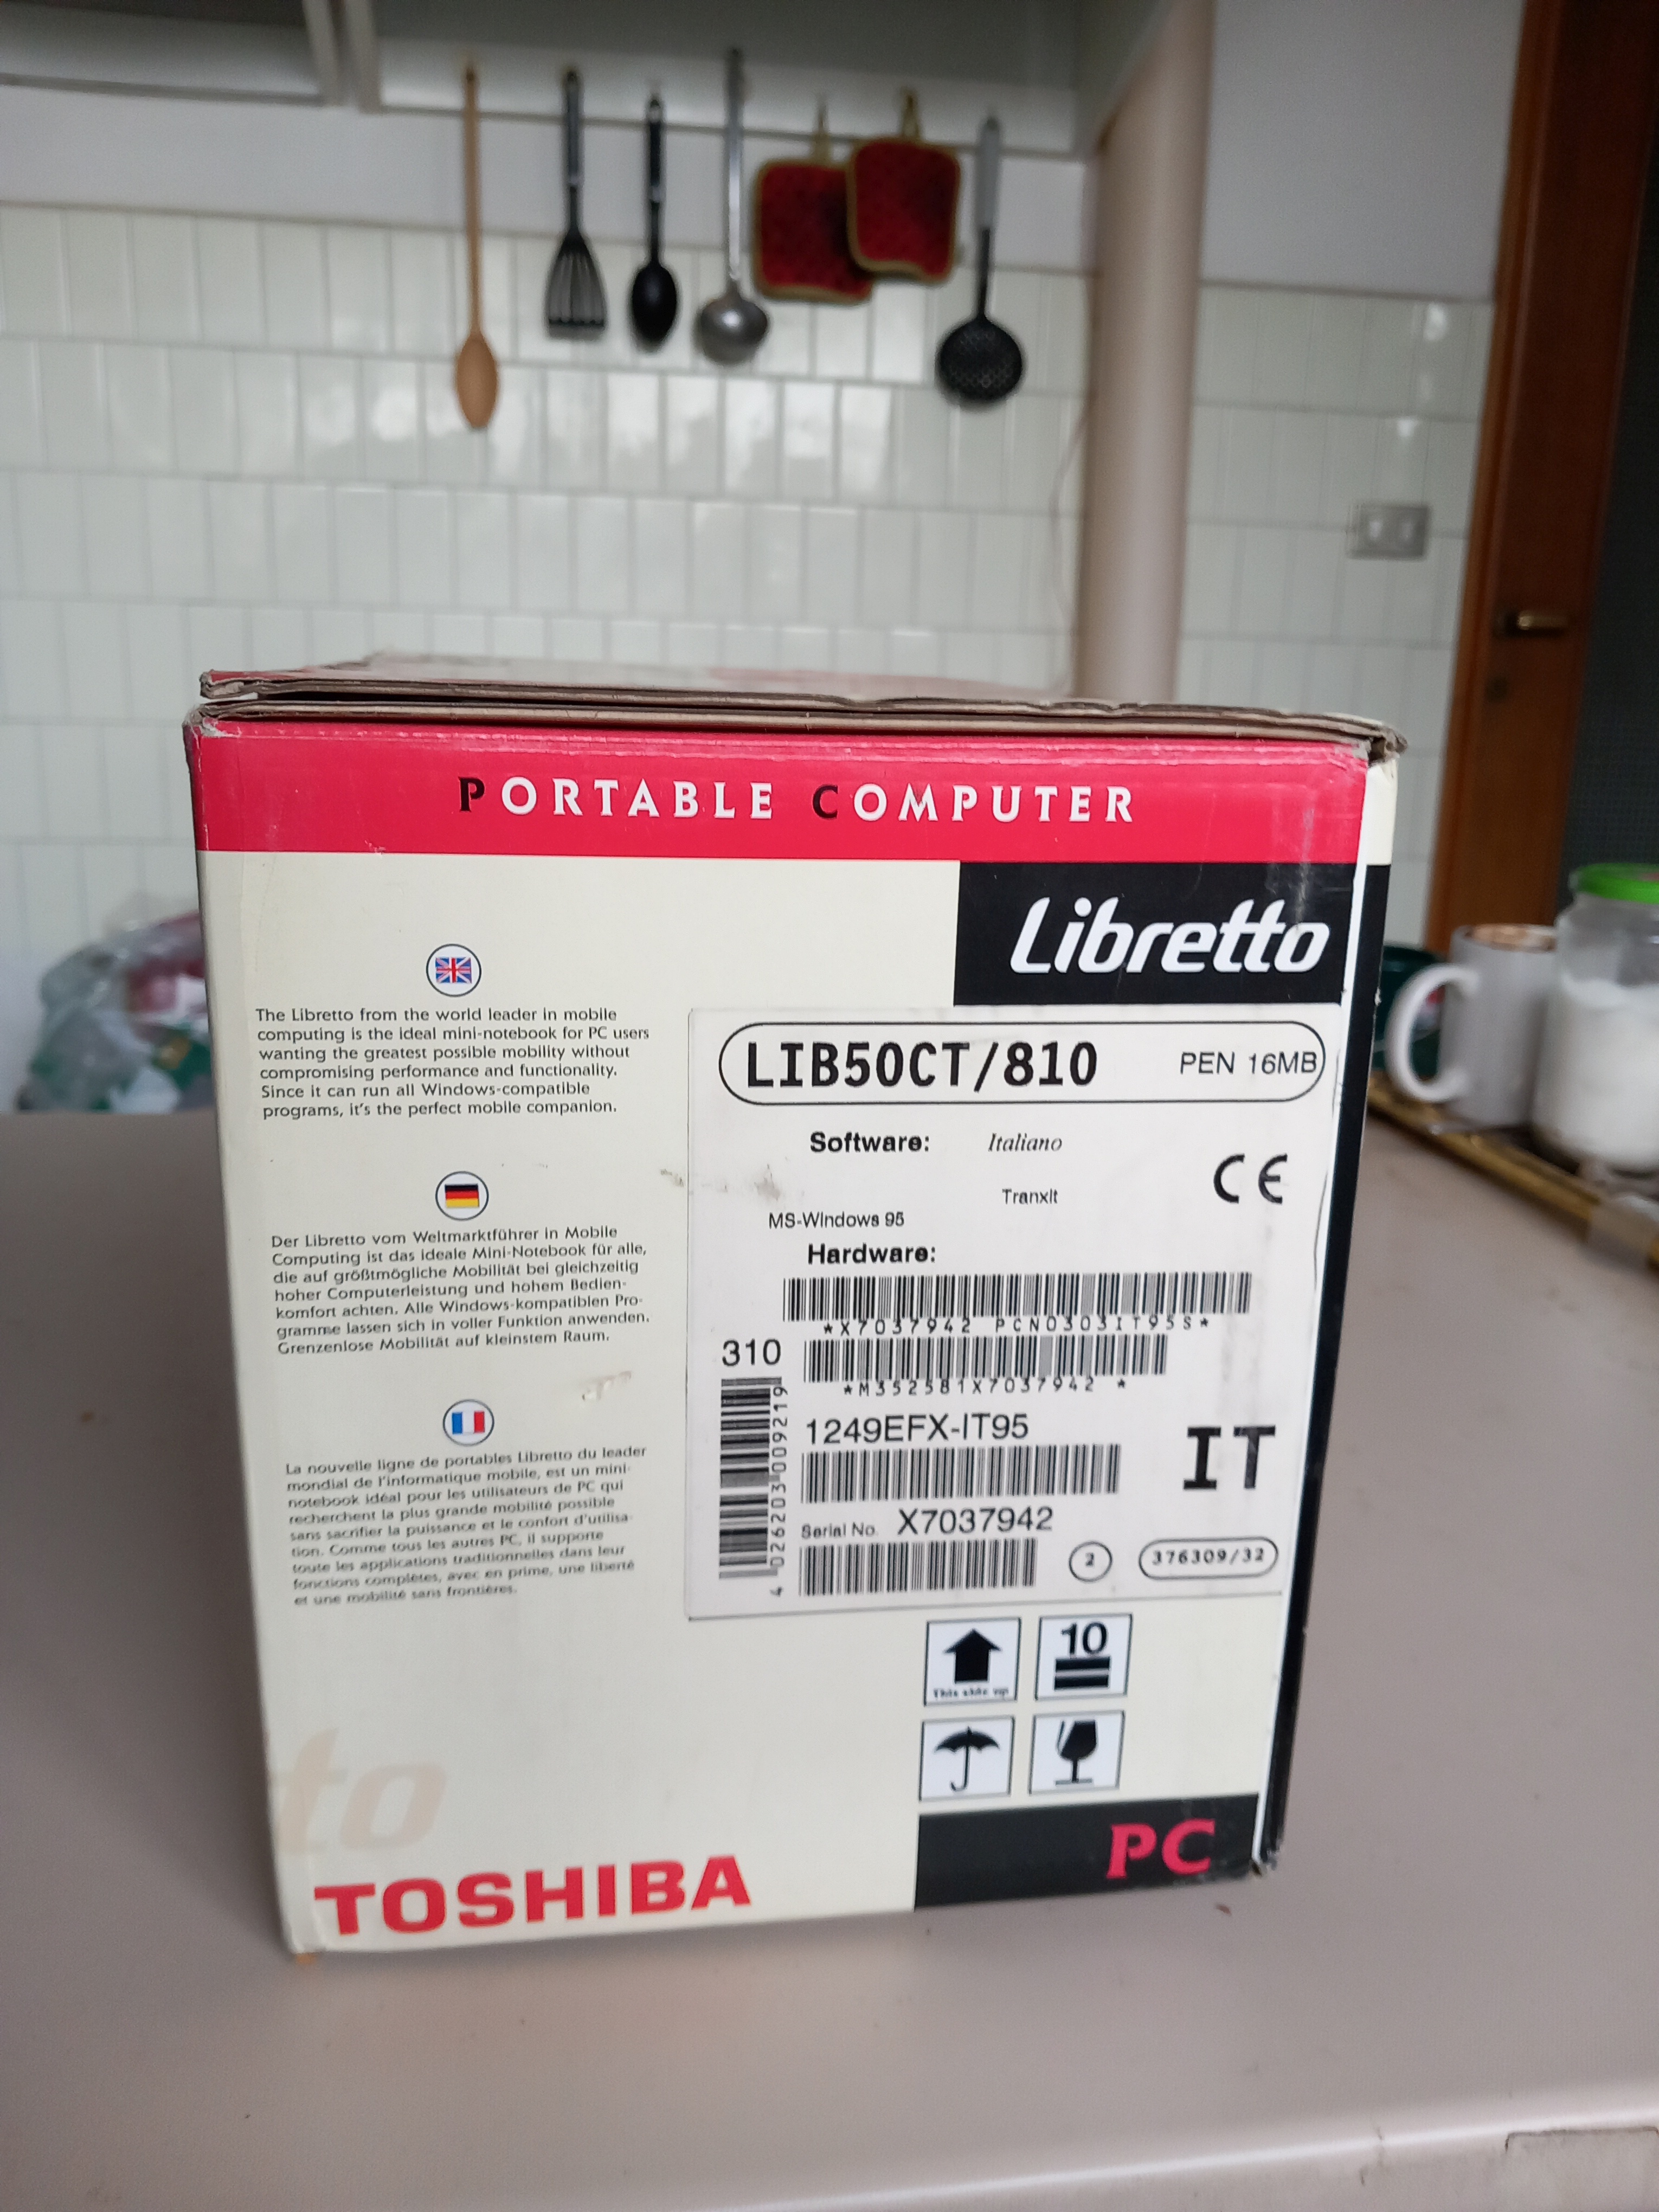 PORTABLE COMPUTER
Libretto
The Libretto from the world leader in mobile
computing is the ideal mini-notebook for PC users
wanting the greatest possible mobility without
compromising performance and functionality.
Since it can run all Windows-compatible
programs, it's the perfect mobile companion.
Der Libretto vom Weltmarktführer in Mobile
Computing ist das ideale Mini-Notebook für alle,
die auf größtmögliche Mobilität bei gleichzeitig
hoher Computerleistung und hohem Bedien-
komfort achten. Alle Windows-kompatiblen Pro-
gramme lassen sich in voller Funktion anwenden.
Grenzenlose Mobilität auf kleinstem Raum.
La nouvelle ligne de portables Libretto du leader
mondial de l'informatique mobile, est un mini-
notebook idéal pour les utilisateurs de PC qui
recherchent la plus grande mobilité possible
sans sacrifier la puissance et le confort d'utilisa-
tion. Comme tous les autres PC, il supporte
toute les applications traditionnelles dans leur
fonctions complètes, avec en prime, une liberté
et une mobilité sans frontières.
LIB50CT/810 PEN 16MB
Software: Italiano
CE
TranxIt
MS-Windows 95
Hardware:
*X7037942 PCN0303IT95S*
310
*M352581X7037942 *
1249EFX-IT95
IT
Serial No. X7037942
2
376309/32
4 026203 009219
This side up
10
to
TOSHIBA
PC